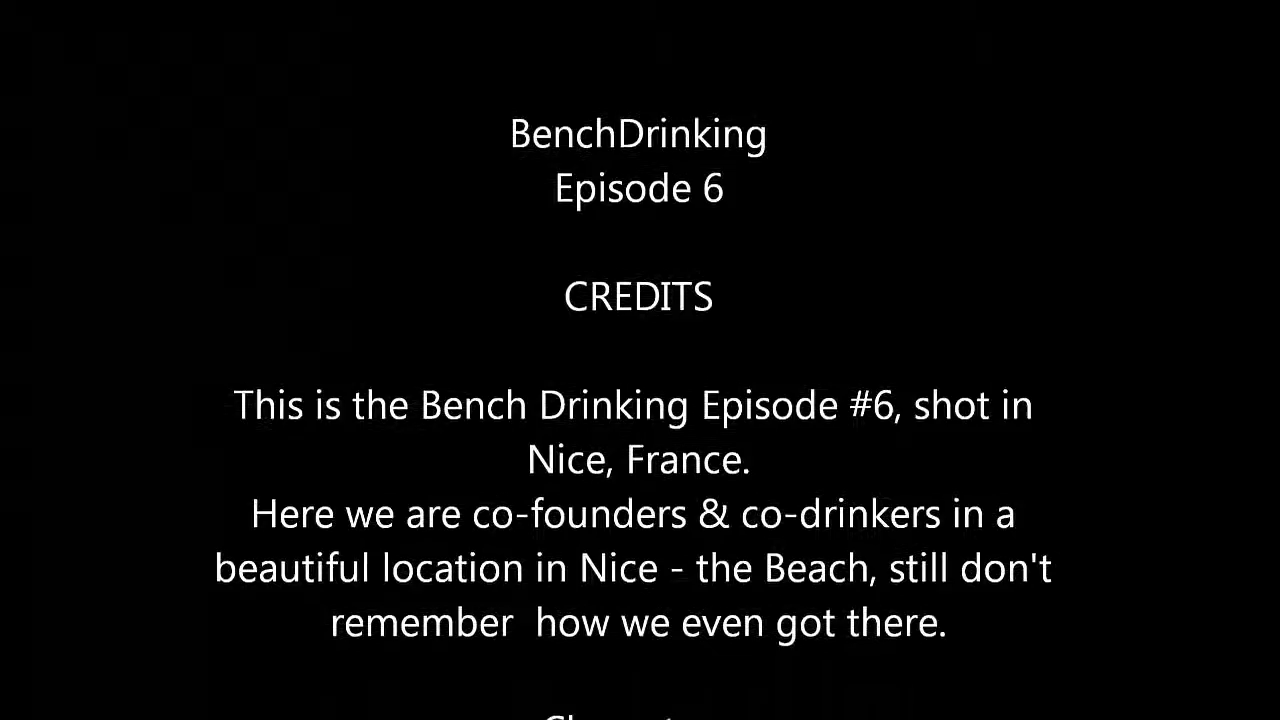 BenchDrinking
Episode 6
CREDITS
This is the Bench Drinking Episode #6, shot in
Nice, France.
Here we are co-founders & co-drinkers in a
beautiful location in Nice - the Beach, still don't
remember  how we even got there.